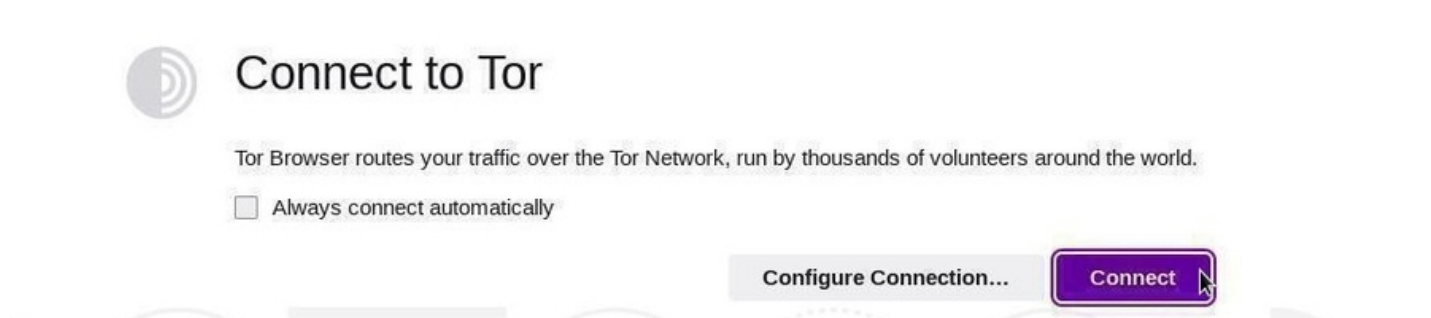 Connect to Tor
Tor Browser routes your traffic over the Tor Network, run by thousands of volunteers around the world.
Always connect automatically
Configure Connection...
Connect